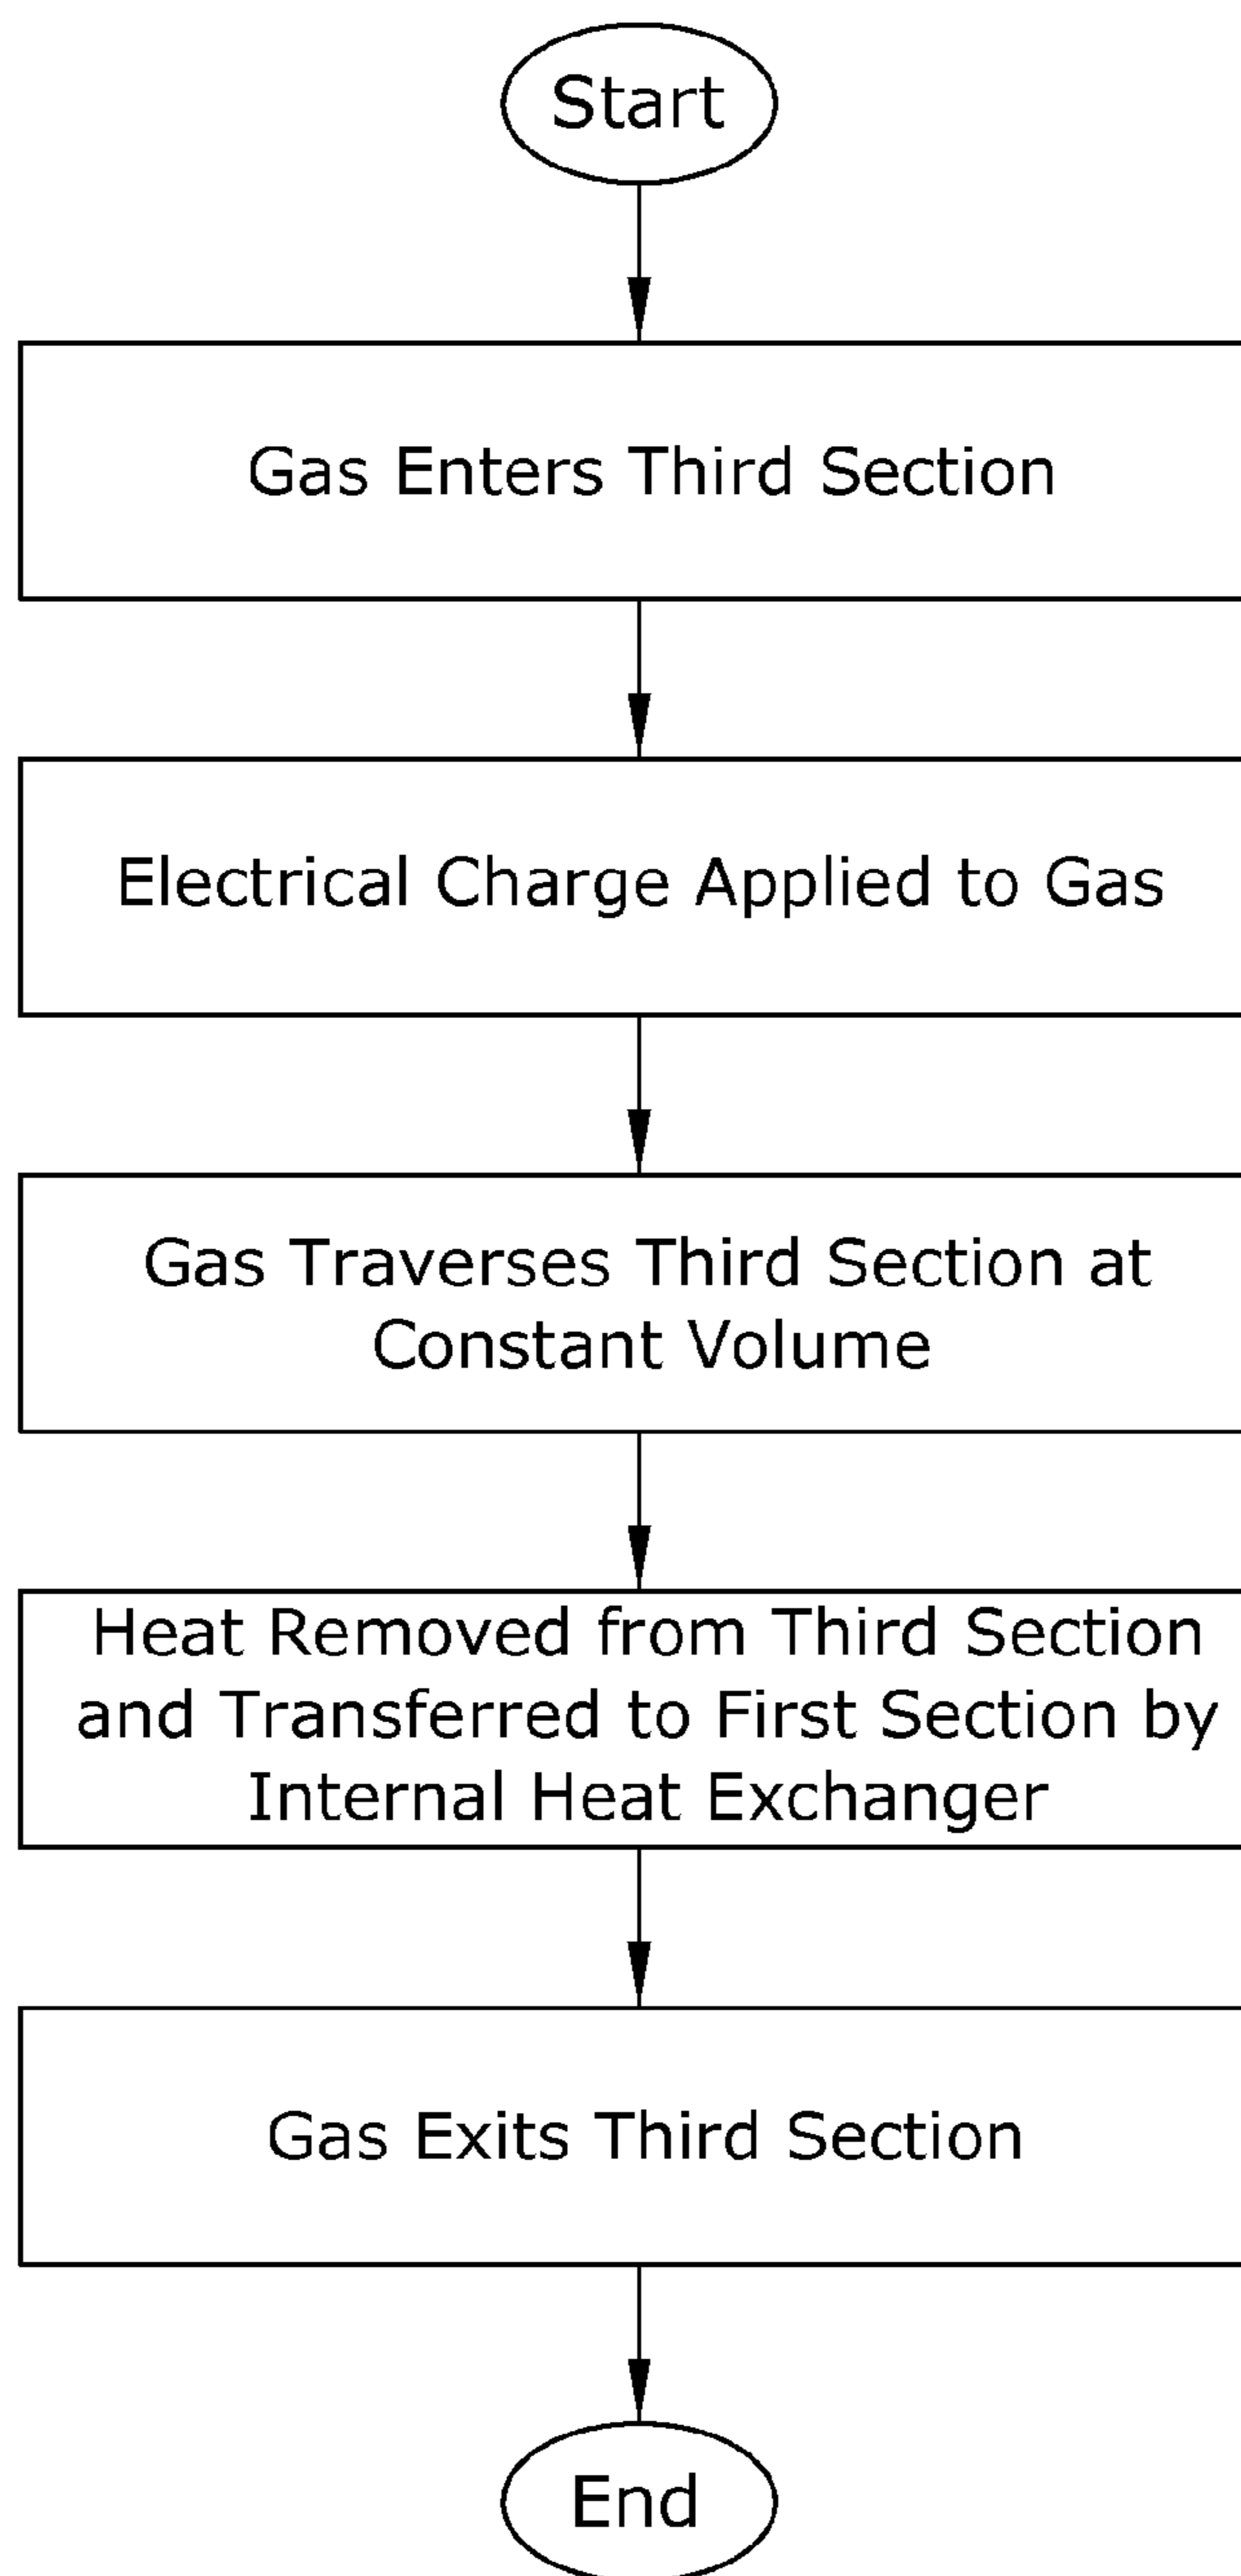 Start
Gas Enters Third Section
Electrical Charge Applied to Gas
Gas Traverses Third Section at
Constant Volume
Heat Removed from Third Section
and Transferred to First Section by
Internal Heat Exchanger
Gas Exits Third Section
End